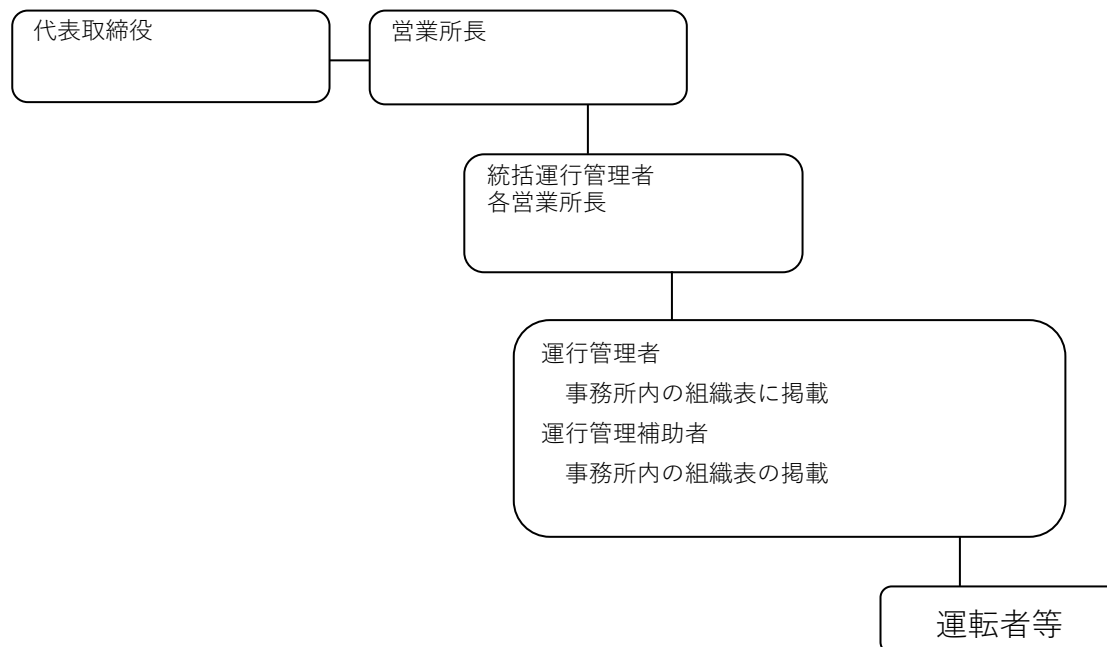 代表取締役
営業所長
統括運行管理者
各営業所長
運行管理者
事務所内の組織表に掲載
運行管理補助者
事務所内の組織表の掲載
運転者等